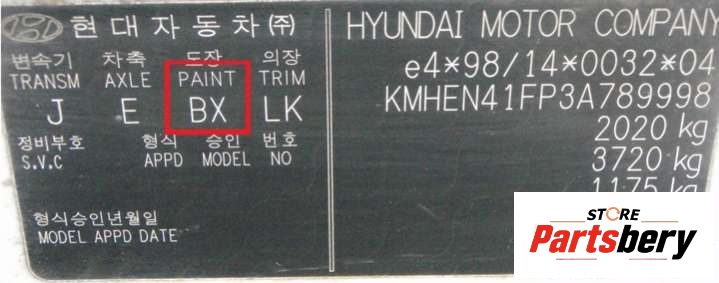 현대자동차㈜
변속기 차축 도장 의장
TRANSM AXLE PAINT TRIM
J E BX LK
정비부호 형식 승인 번호
S.V.C APPD MODEL NO
형식승인년월일
MODEL APPD DATE
HYUNDAI MOTOR COMPANY
e4*98/14*0032*04
KMHEN41FP3A789998
2020 kg
3720 kg
1175 kg
STORE
Partsbery